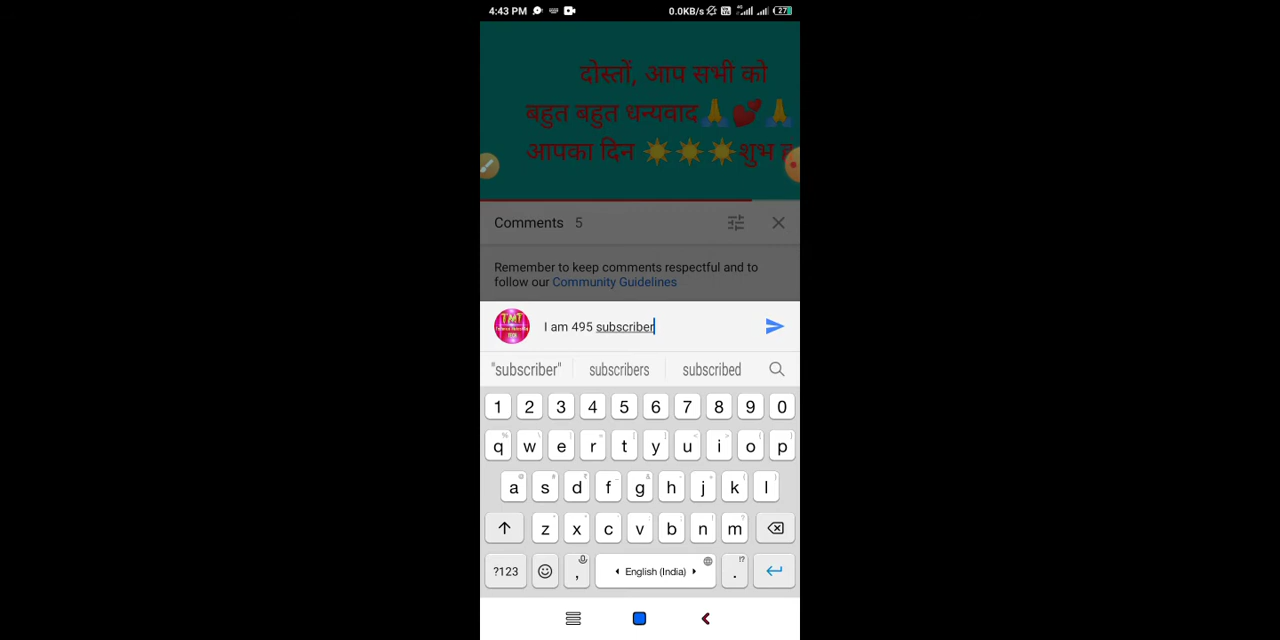 4:43 PM 0.0KB/s 27
दोस्तों, आप सभी को
बहुत बहुत धन्यवाद🙏💕🙏
आपका दिन ☀☀☀शुभ ह
Comments 5
Remember to keep comments respectful and to
follow our Community Guidelines
TMT
I am 495 subscriber
"subscriber" subscribers subscribed
1 2 3 4 5 6 7 8 9 0
q w e r t y u i o p
a s d f g h j k l
z x c v b n m
?123 , English (India) . !?